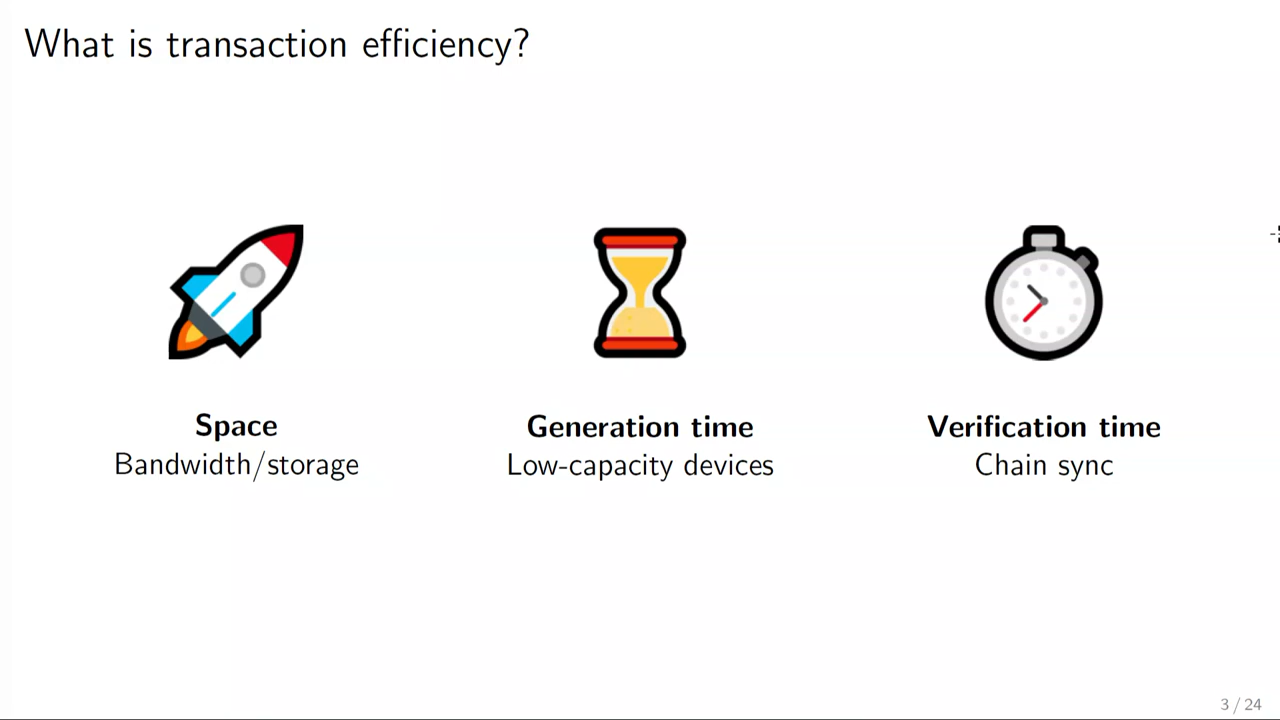 What is transaction efficiency?
Space
Bandwidth/storage
Generation time
Low-capacity devices
Verification time
Chain sync
3 / 24